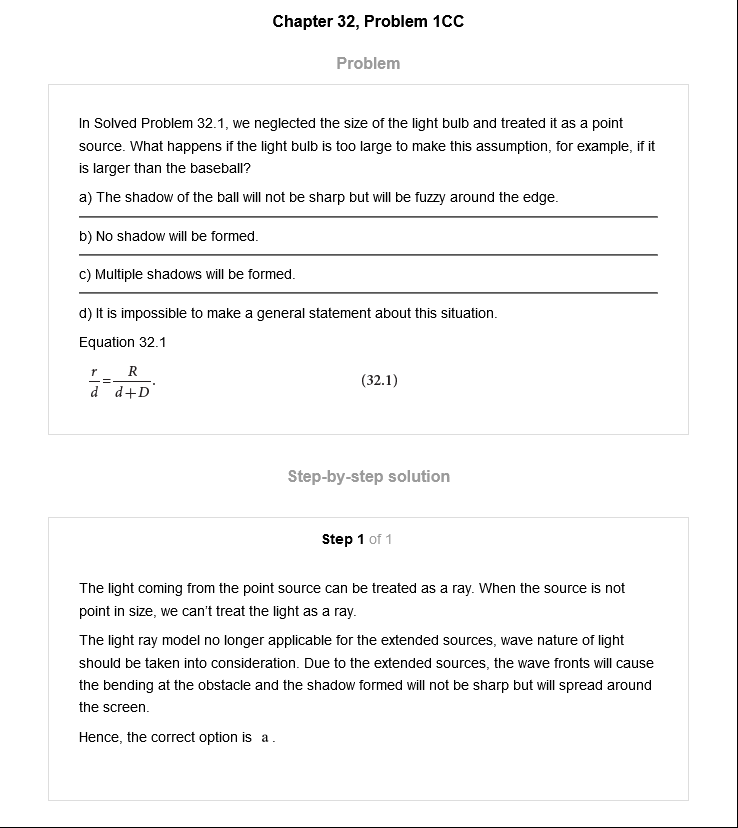 Chapter 32, Problem 1CC
Problem
In Solved Problem 32.1, we neglected the size of the light bulb and treated it as a point
source. What happens if the light bulb is too large to make this assumption, for example, if it
is larger than the baseball?
a) The shadow of the ball will not be sharp but will be fuzzy around the edge.
b) No shadow will be formed.
c) Multiple shadows will be formed.
d) It is impossible to make a general statement about this situation.
Equation 32.1
r/d = R/(d+D). (32.1)
Step-by-step solution
Step 1 of 1
The light coming from the point source can be treated as a ray. When the source is not
point in size, we can't treat the light as a ray.
The light ray model no longer applicable for the extended sources, wave nature of light
should be taken into consideration. Due to the extended sources, the wave fronts will cause
the bending at the obstacle and the shadow formed will not be sharp but will spread around
the screen.
Hence, the correct option is a .